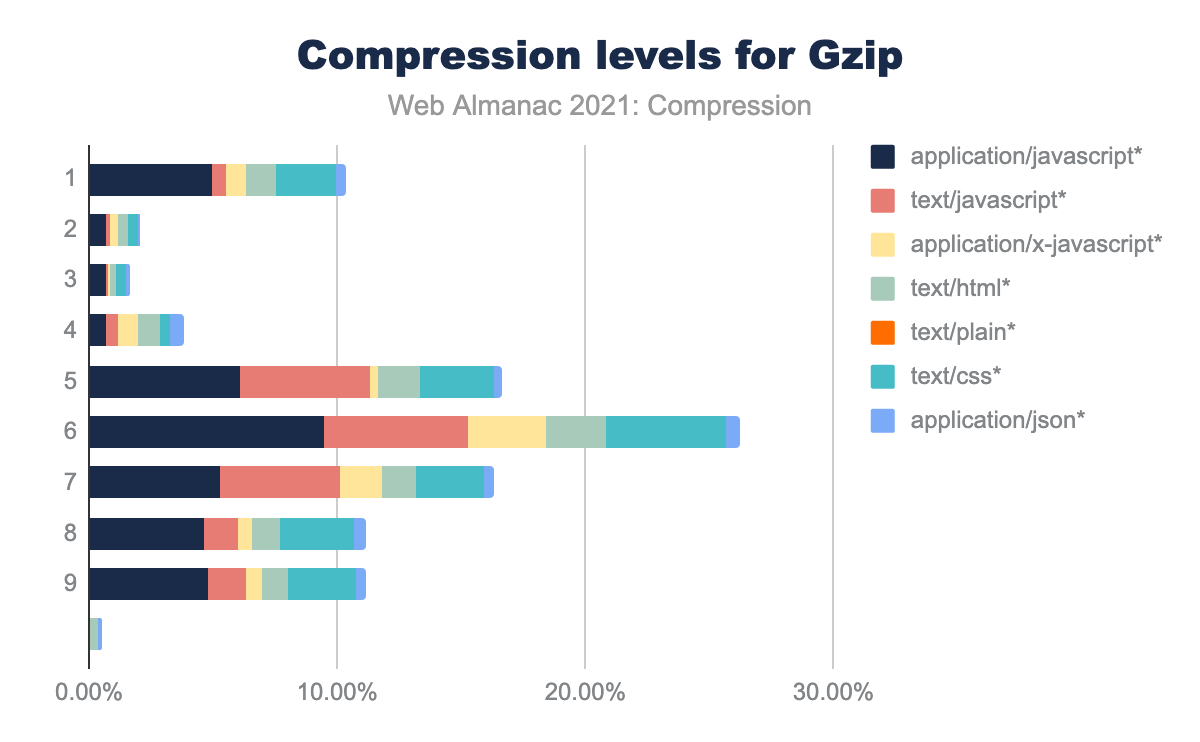 Compression levels for Gzip
Web Almanac 2021: Compression
application/javascript*
text/javascript*
application/x-javascript*
text/html*
text/plain*
text/css*
application/json*
1
2
3
4
5
6
7
8
9
0.00% 10.00% 20.00% 30.00%